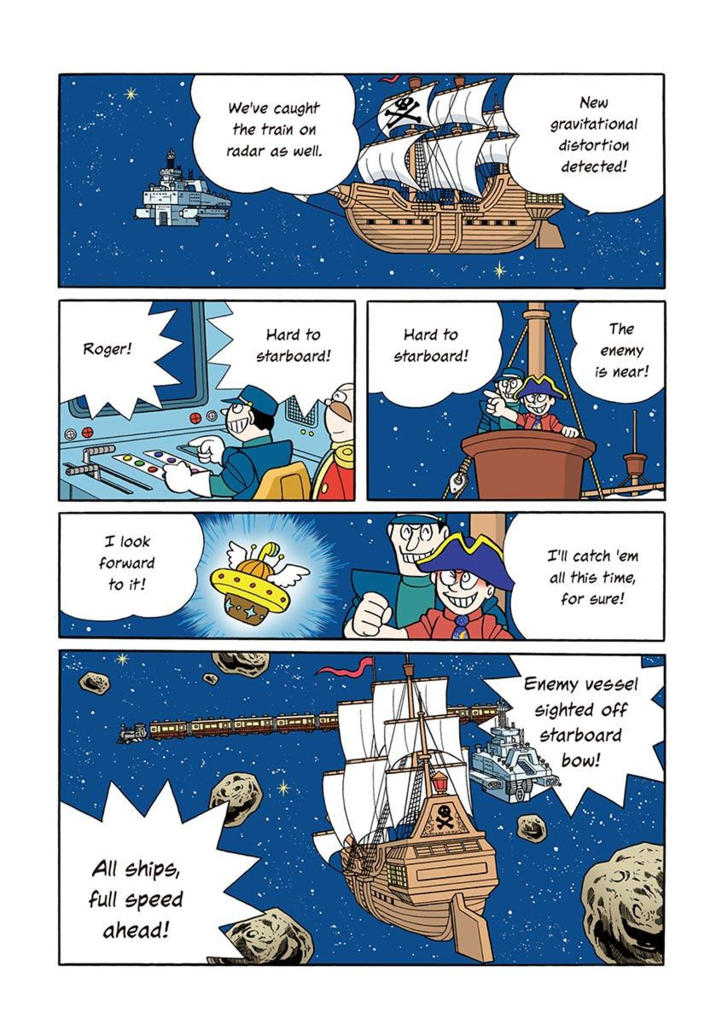 New
gravitational
distortion
detected!
We've caught
the train on
radar as well.
The
enemy
is near!
Hard to
starboard!
Hard to
starboard!
Roger!
I'll catch 'em
all this time,
for sure!
I look
forward
to it!
Enemy vessel
sighted off
starboard
bow!
All ships,
full speed
ahead!